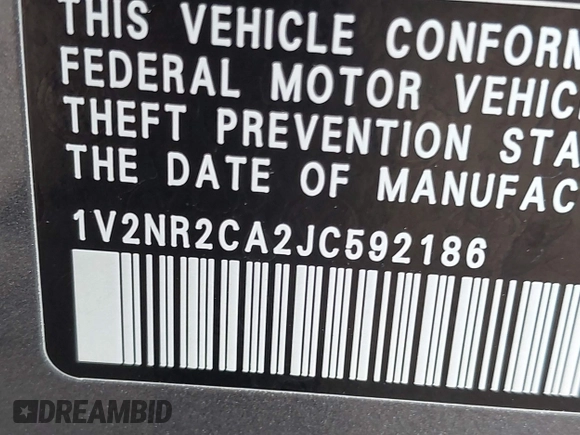 THIS VEHICLE CONFORM
FEDERAL MOTOR VEHIC
THEFT PREVENTION STA
THE DATE OF MANUFAC
1V2NR2CA2JC592186
DREAMBID